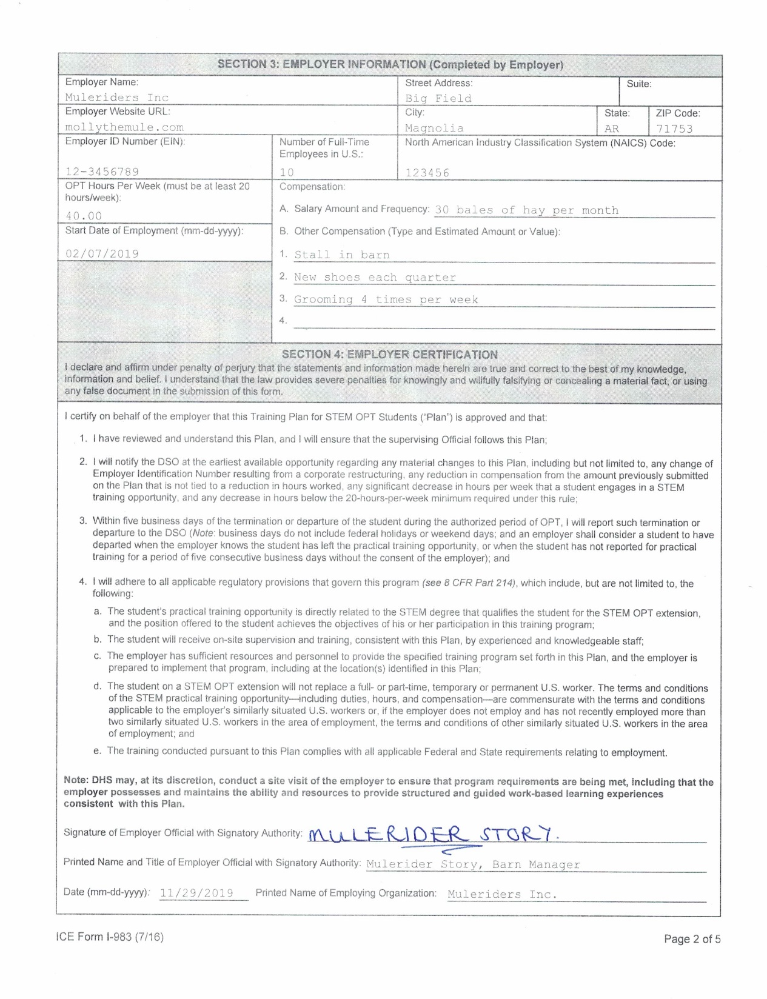 SECTION 3: EMPLOYER INFORMATION (Completed by Employer)
Employer Name:
Muleriders Inc
Street Address:
Big Field
Suite:
Employer Website URL:
mollythemule.com
City:
Magnolia
State:
AR
ZIP Code:
71753
Employer ID Number (EIN):
12-3456789
Number of Full-Time
Employees in U.S.:
10
North American Industry Classification System (NAICS) Code:
123456
OPT Hours Per Week (must be at least 20
hours/week):
40.00
Start Date of Employment (mm-dd-yyyy):
02/07/2019
Compensation:
A. Salary Amount and Frequency: 30 bales of hay per month
B. Other Compensation (Type and Estimated Amount or Value):
1. Stall in barn
2. New shoes each quarter
3. Grooming 4 times per week
4.
SECTION 4: EMPLOYER CERTIFICATION
I declare and affirm under penalty of perjury that the statements and information made herein are true and correct to the best of my knowledge,
information and belief. I understand that the law provides severe penalties for knowingly and willfully falsifying or concealing a material fact, or using
any false document in the submission of this form.
I certify on behalf of the employer that this Training Plan for STEM OPT Students ("Plan") is approved and that:
1. I have reviewed and understand this Plan, and I will ensure that the supervising Official follows this Plan;
2. I will notify the DSO at the earliest available opportunity regarding any material changes to this Plan, including but not limited to, any change of
Employer Identification Number resulting from a corporate restructuring, any reduction in compensation from the amount previously submitted
on the Plan that is not tied to a reduction in hours worked, any significant decrease in hours per week that a student engages in a STEM
training opportunity, and any decrease in hours below the 20-hours-per-week minimum required under this rule;
3. Within five business days of the termination or departure of the student during the authorized period of OPT, I will report such termination or
departure to the DSO (Note: business days do not include federal holidays or weekend days; and an employer shall consider a student to have
departed when the employer knows the student has left the practical training opportunity, or when the student has not reported for practical
training for a period of five consecutive business days without the consent of the employer); and
4. I will adhere to all applicable regulatory provisions that govern this program (see 8 CFR Part 214), which include, but are not limited to, the
following:
a. The student's practical training opportunity is directly related to the STEM degree that qualifies the student for the STEM OPT extension,
and the position offered to the student achieves the objectives of his or her participation in this training program;
b. The student will receive on-site supervision and training, consistent with this Plan, by experienced and knowledgeable staff;
c. The employer has sufficient resources and personnel to provide the specified training program set forth in this Plan, and the employer is
prepared to implement that program, including at the location(s) identified in this Plan;
d. The student on a STEM OPT extension will not replace a full- or part-time, temporary or permanent U.S. worker. The terms and conditions
of the STEM practical training opportunity—including duties, hours, and compensation—are commensurate with the terms and conditions
applicable to the employer's similarly situated U.S. workers or, if the employer does not employ and has not recently employed more than
two similarly situated U.S. workers in the area of employment, the terms and conditions of other similarly situated U.S. workers in the area
of employment; and
e. The training conducted pursuant to this Plan complies with all applicable Federal and State requirements relating to employment.
Note: DHS may, at its discretion, conduct a site visit of the employer to ensure that program requirements are being met, including that the
employer possesses and maintains the ability and resources to provide structured and guided work-based learning experiences
consistent with this Plan.
Signature of Employer Official with Signatory Authority: MULERIDER STORY.
Printed Name and Title of Employer Official with Signatory Authority: Mulerider Story, Barn Manager
Date (mm-dd-yyyy): 11/29/2019 Printed Name of Employing Organization: Muleriders Inc.
ICE Form I-983 (7/16)
Page 2 of 5